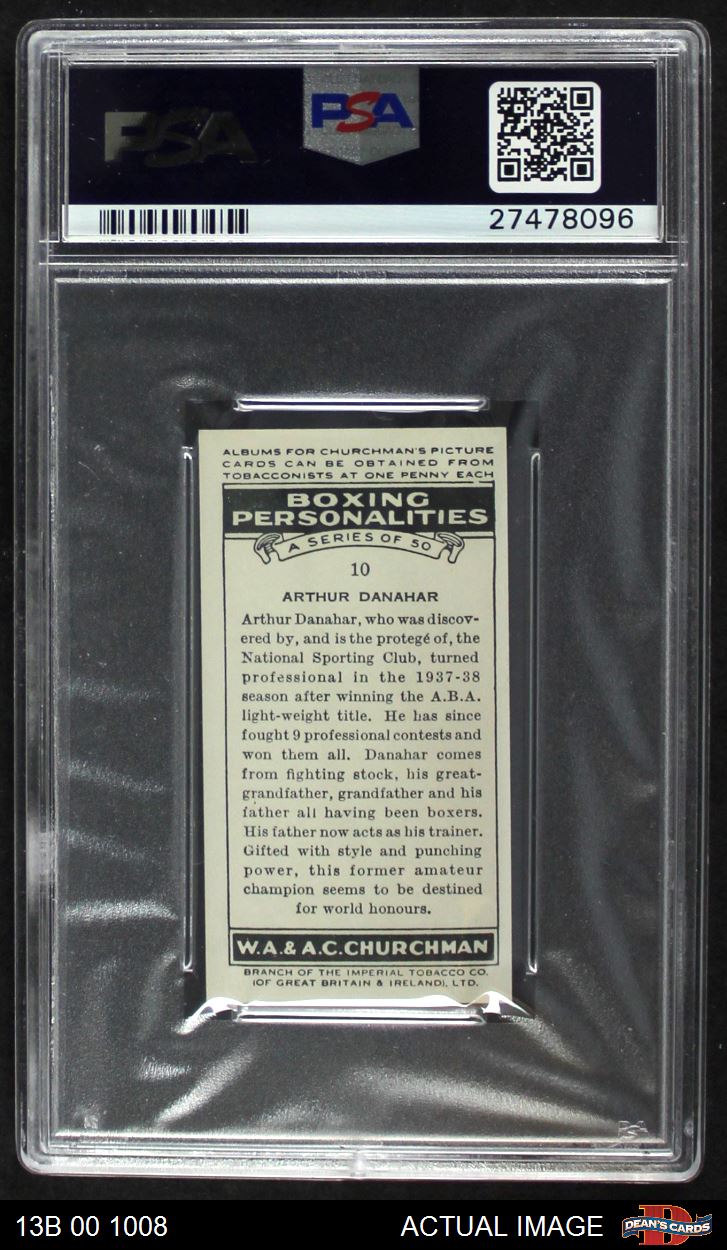 PSA
PSA
27478096
ALBUMS FOR CHURCHMAN'S PICTURE
CARDS CAN BE OBTAINED FROM
TOBACCONISTS AT ONE PENNY EACH
BOXING
PERSONALITIES
A SERIES OF 50
10
ARTHUR DANAHAR
Arthur Danahar, who was discov-
ered by, and is the protegé of, the
National Sporting Club, turned
professional in the 1937-38
season after winning the A.B.A.
light-weight title. He has since
fought 9 professional contests and
won them all. Danahar comes
from fighting stock, his great-
grandfather, grandfather and his
father all having been boxers.
His father now acts as his trainer.
Gifted with style and punching
power, this former amateur
champion seems to be destined
for world honours.
W.A. & A.C. CHURCHMAN
BRANCH OF THE IMPERIAL TOBACCO CO.
(OF GREAT BRITAIN & IRELAND), LTD.
PSA
13B 00 1008
ACTUAL IMAGE
DEAN'S CARDS